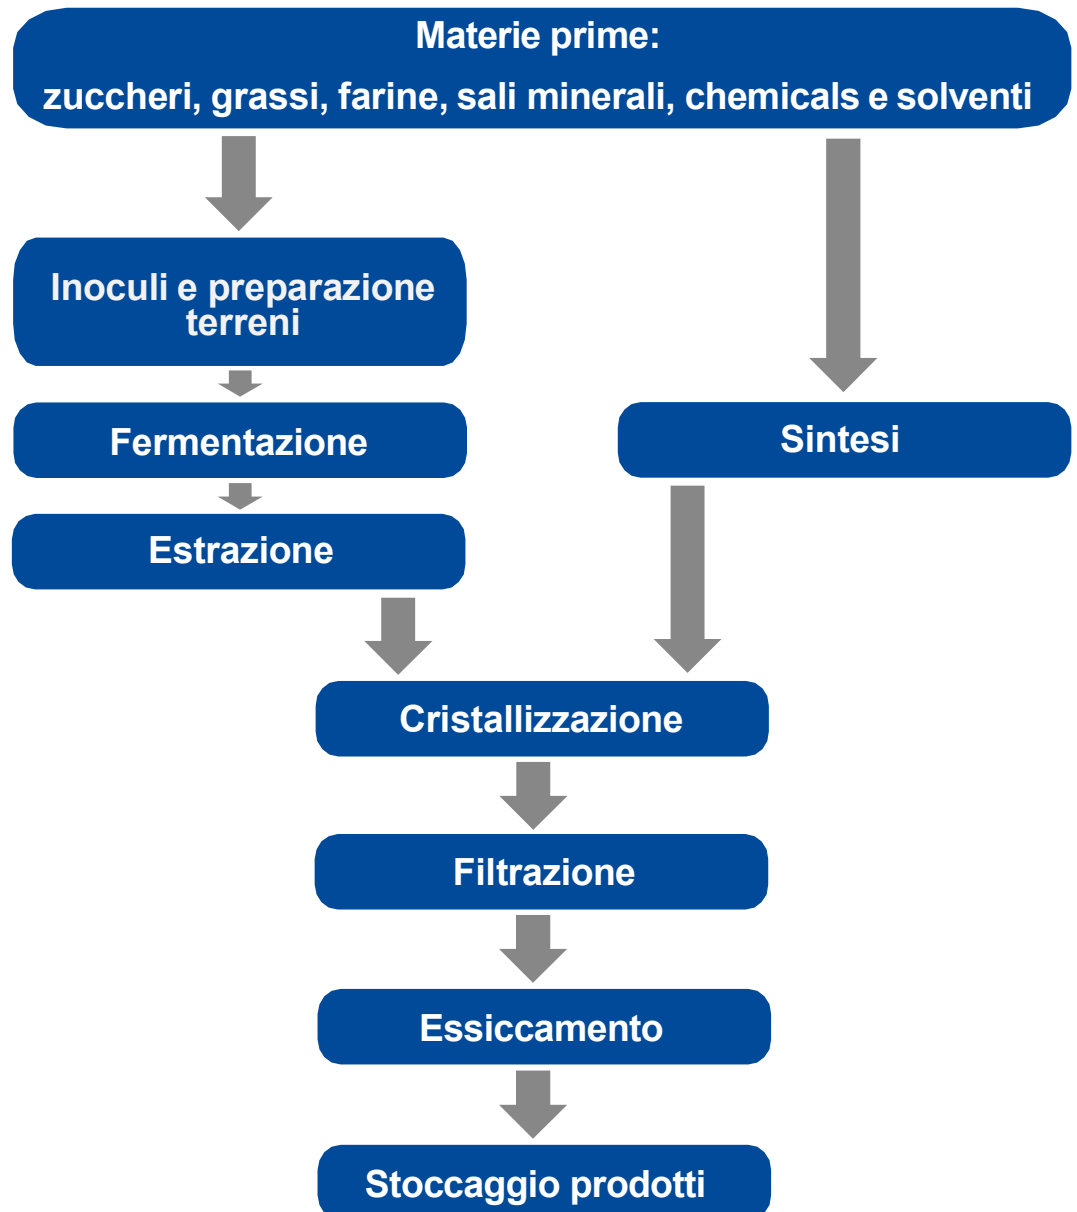 Materie prime:
zuccheri, grassi, farine, sali minerali, chemicals e solventi
Inoculi e preparazione
terreni
Fermentazione
Sintesi
Estrazione
Cristallizzazione
Filtrazione
Essiccamento
Stoccaggio prodotti